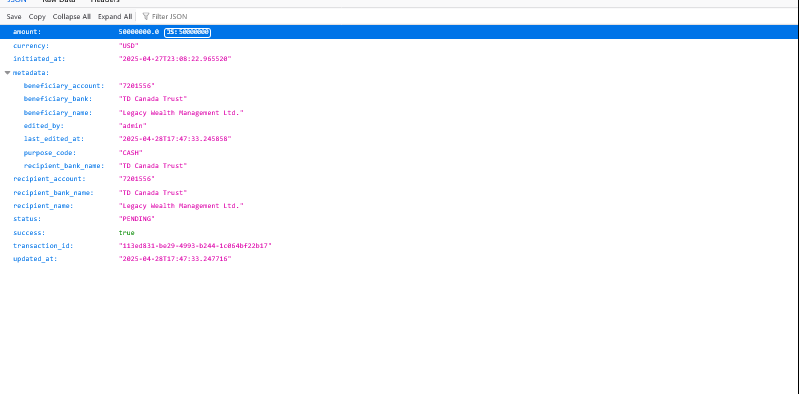 JSON Raw Data Headers
Save Copy Collapse All Expand All Filter JSON
amount: 50000000.0 JS: 50000000
currency: "USD"
initiated_at: "2025-04-27T23:08:22.965520"
metadata:
beneficiary_account: "7201556"
beneficiary_bank: "TD Canada Trust"
beneficiary_name: "Legacy Wealth Management Ltd."
edited_by: "admin"
last_edited_at: "2025-04-28T17:47:33.245858"
purpose_code: "CASH"
recipient_bank_name: "TD Canada Trust"
recipient_account: "7201556"
recipient_bank_name: "TD Canada Trust"
recipient_name: "Legacy Wealth Management Ltd."
status: "PENDING"
success: true
transaction_id: "113ed831-be29-4993-b244-1c064bf22b17"
updated_at: "2025-04-28T17:47:33.247716"